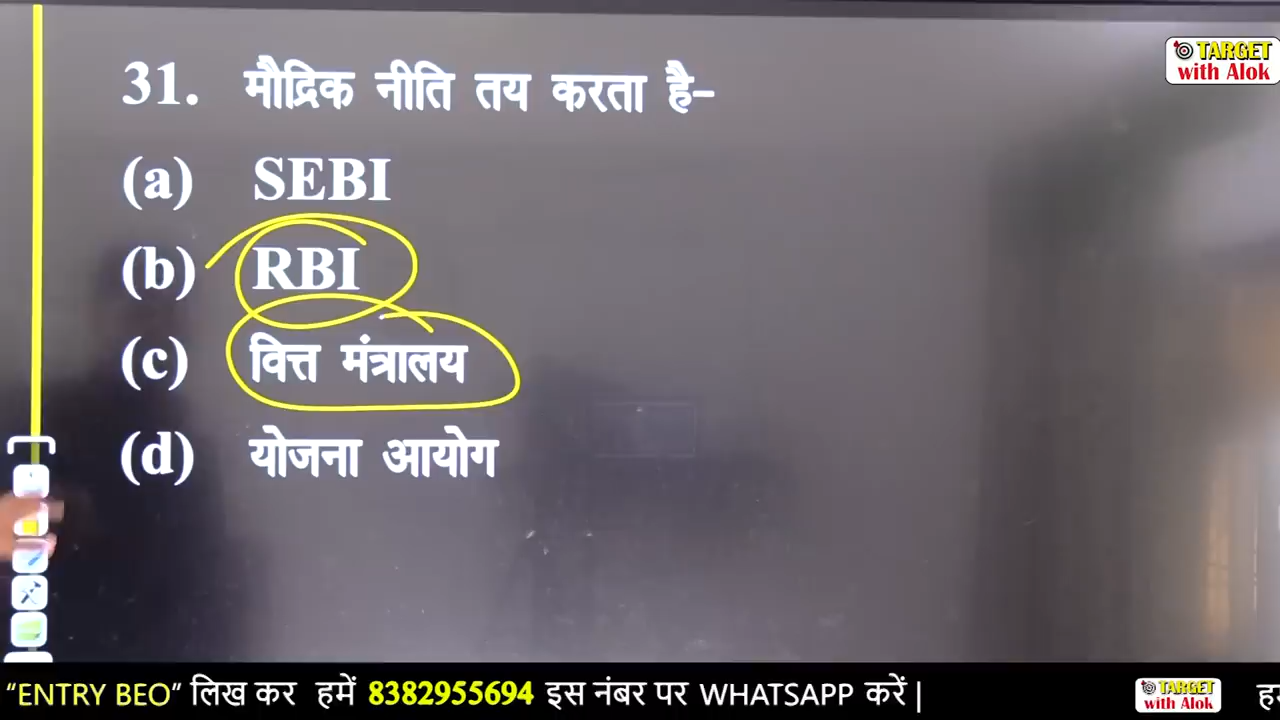 TARGET
with Alok
31. मौद्रिक नीति तय करता है-
(a) SEBI
(b) RBI
(c) वित्त मंत्रालय
(d) योजना आयोग
“ENTRY BEO” लिख कर हमें 8382955694 इस नंबर पर WHATSAPP करें |
TARGET
with Alok